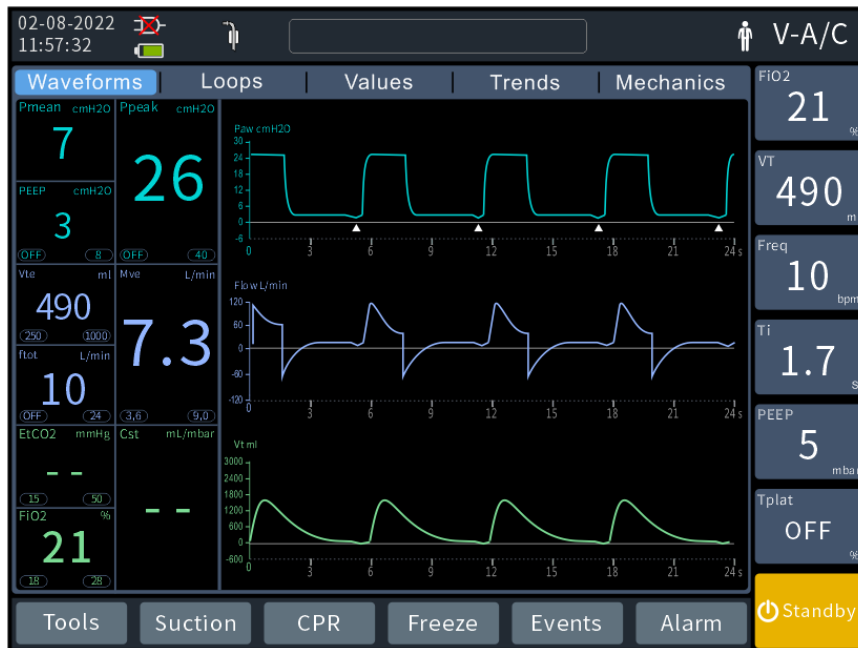 02-08-2022
11:57:32
V-A/C
Waveforms Loops Values Trends Mechanics
Pmean cmH2O
7
PEEP cmH2O
3
OFF 8
Vte ml
490
250 1000
ftot L/min
10
OFF 24
EtCO2 mmHg
--
15 50
FiO2 %
21
18 28
Ppeak cmH2O
26
OFF 40
Mve L/min
7.3
3,6 9,0
Cst mL/mbar
--
Paw cmH2O
30
24
18
12
6
0
-6
0 3 6 9 12 15 18 21 24 s
Flow L/min
120
60
0
-60
-120
0 3 6 9 12 15 18 21 24 s
Vt ml
3000
2400
1800
1200
600
0
-600
0 3 6 9 12 15 18 21 24 s
FiO2
21
%
VT
490
m
Freq
10
bpm
Ti
1.7
s
PEEP
5
mbar
Tplat
OFF
%
Standby
Tools Suction CPR Freeze Events Alarm